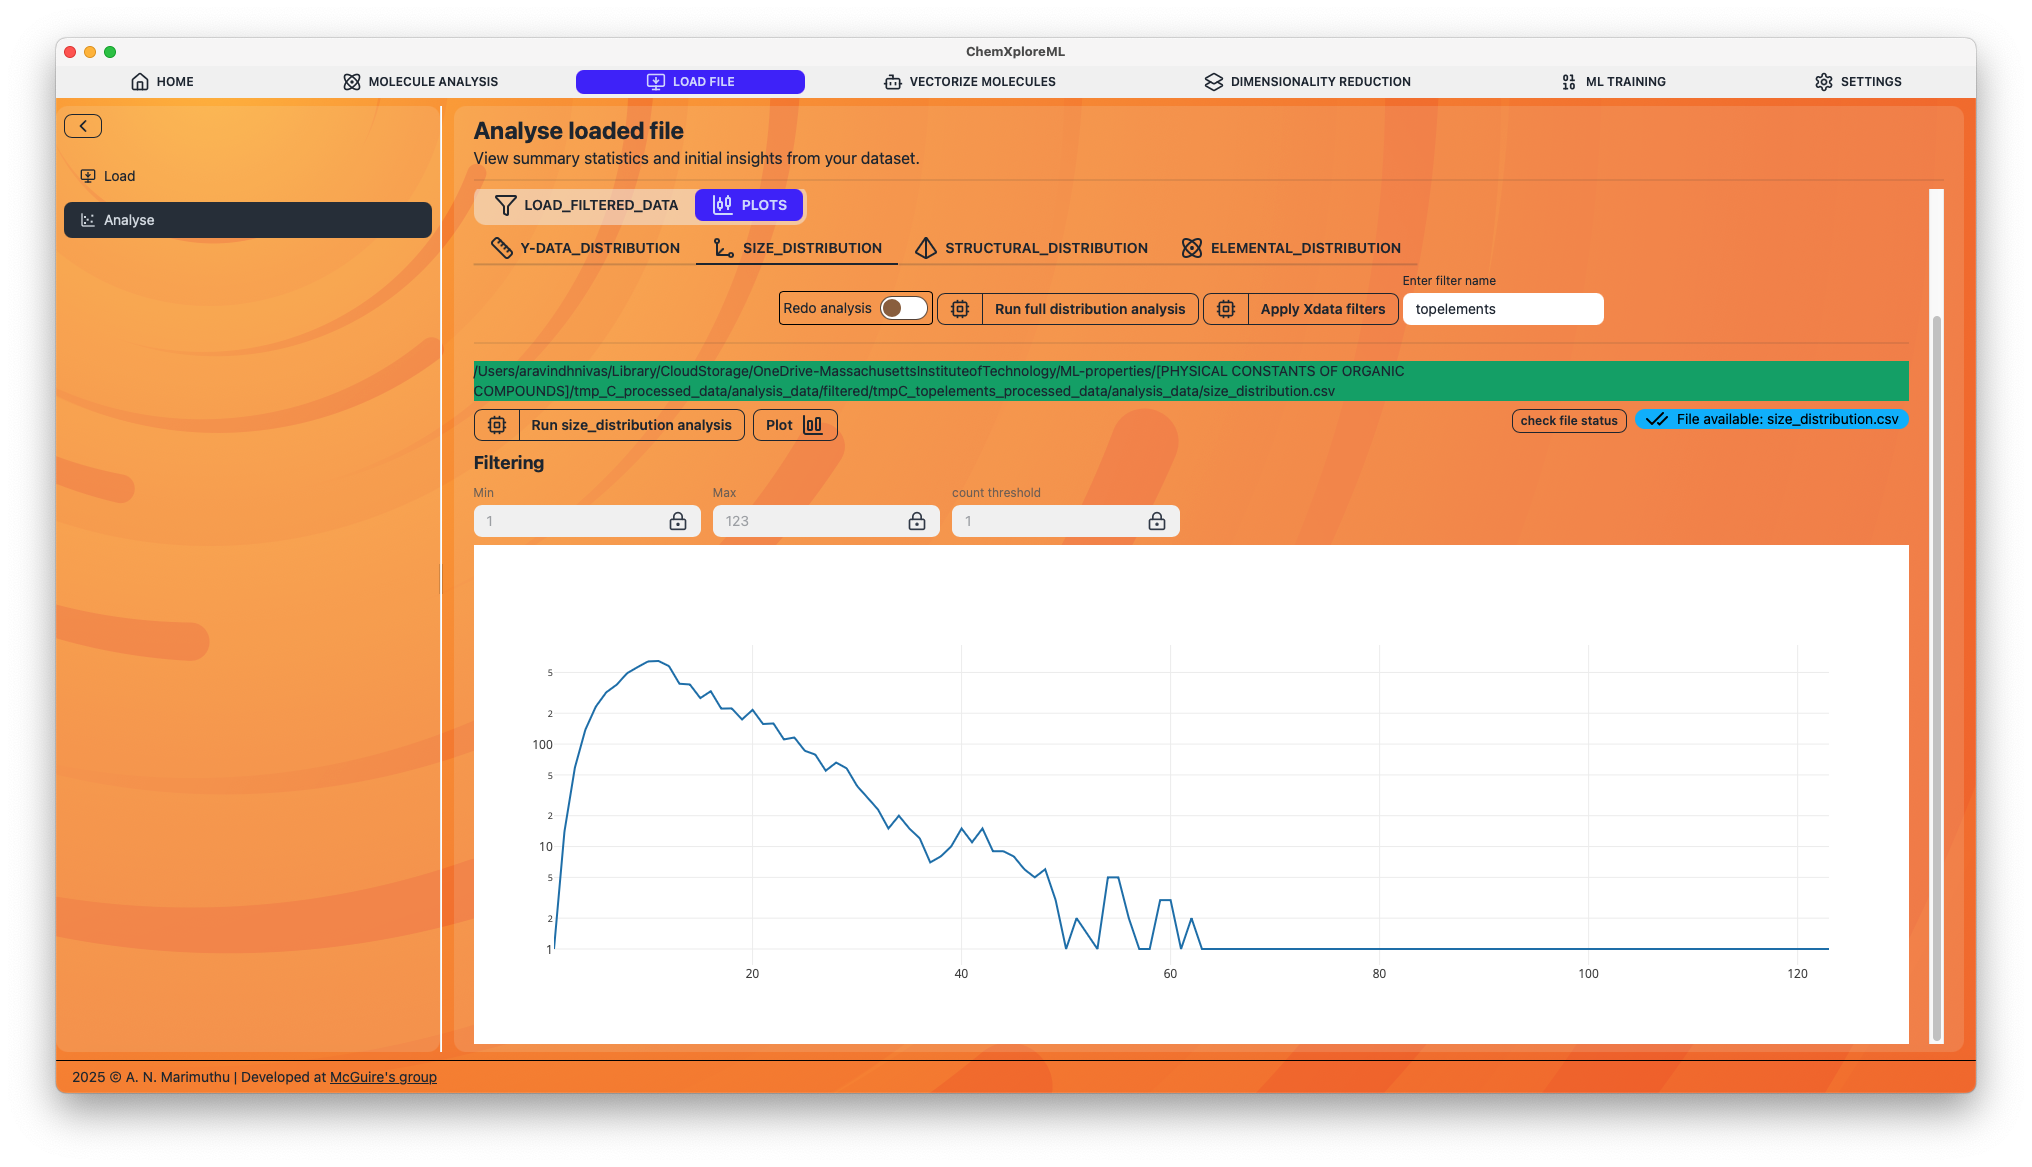 ChemXploreML
HOME MOLECULE ANALYSIS LOAD FILE VECTORIZE MOLECULES DIMENSIONALITY REDUCTION ML TRAINING SETTINGS
Load
Analyse
Analyse loaded file
View summary statistics and initial insights from your dataset.
LOAD_FILTERED_DATA PLOTS
Y-DATA_DISTRIBUTION SIZE_DISTRIBUTION STRUCTURAL_DISTRIBUTION ELEMENTAL_DISTRIBUTION
Enter filter name
Redo analysis Run full distribution analysis Apply Xdata filters topelements
/Users/aravindhnivas/Library/CloudStorage/OneDrive-MassachusettsInstituteofTechnology/ML-properties/[PHYSICAL CONSTANTS OF ORGANIC
COMPOUNDS]/tmp_C_processed_data/analysis_data/filtered/tmpC_topelements_processed_data/analysis_data/size_distribution.csv
Run size_distribution analysis Plot check file status File available: size_distribution.csv
Filtering
Min Max count threshold
1 123 1
5
2
100
5
2
10
5
2
1
20 40 60 80 100 120
2025 © A. N. Marimuthu | Developed at McGuire's group